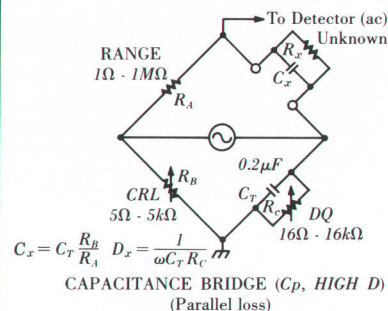 To Detector (ac)
Unknown
RANGE
1Ω - 1MΩ
R_x
C_x
R_A
0.2μF
R_B
C_T
CRL
5Ω - 5kΩ
R_C
DQ
16Ω - 16kΩ
C_x = C_T R_B/R_A D_x = 1/ωC_T R_C
CAPACITANCE BRIDGE (Cp, HIGH D)
(Parallel loss)